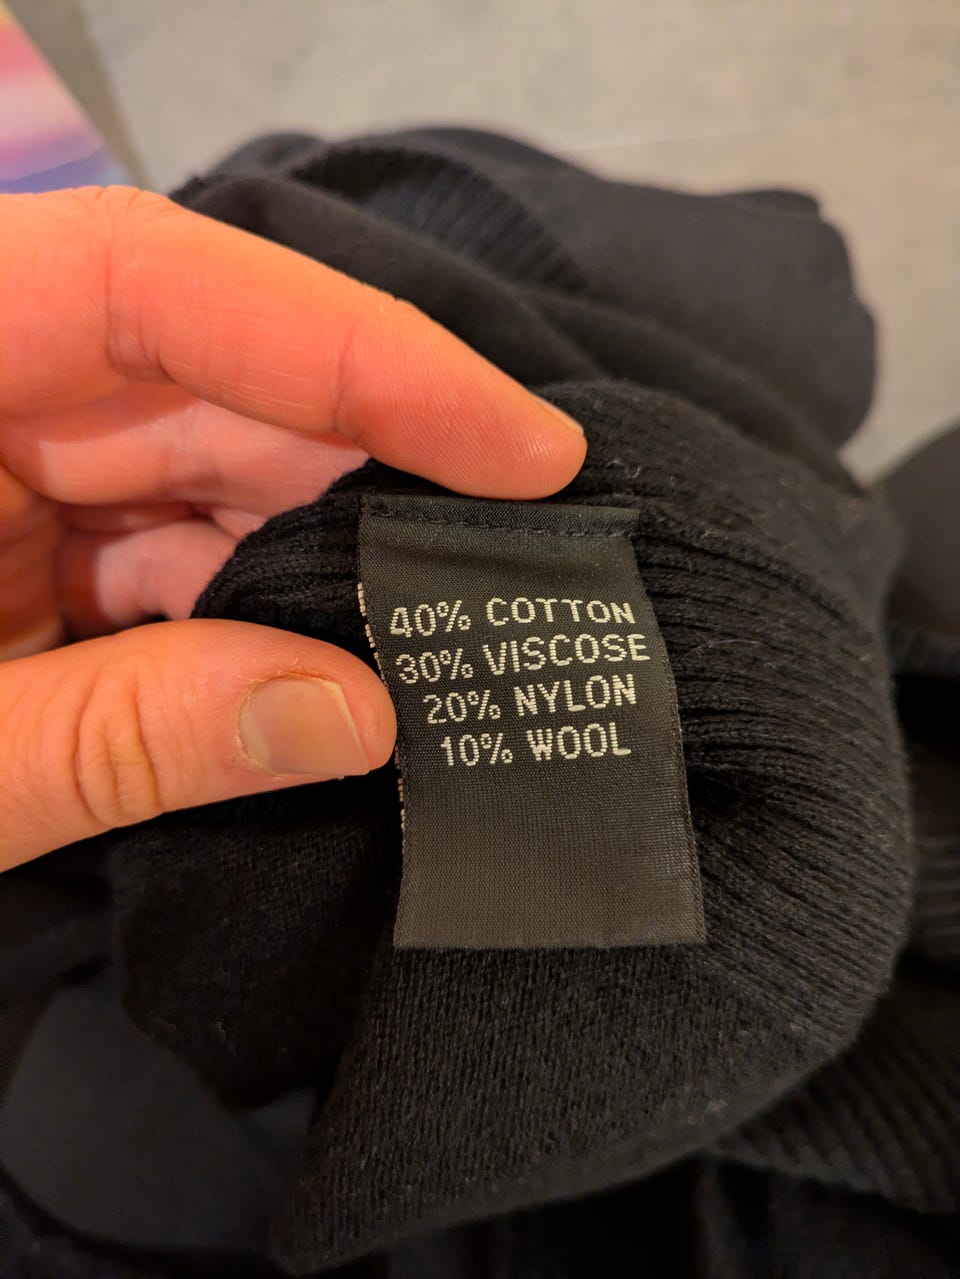 40% COTTON
30% VISCOSE
20% NYLON
10% WOOL